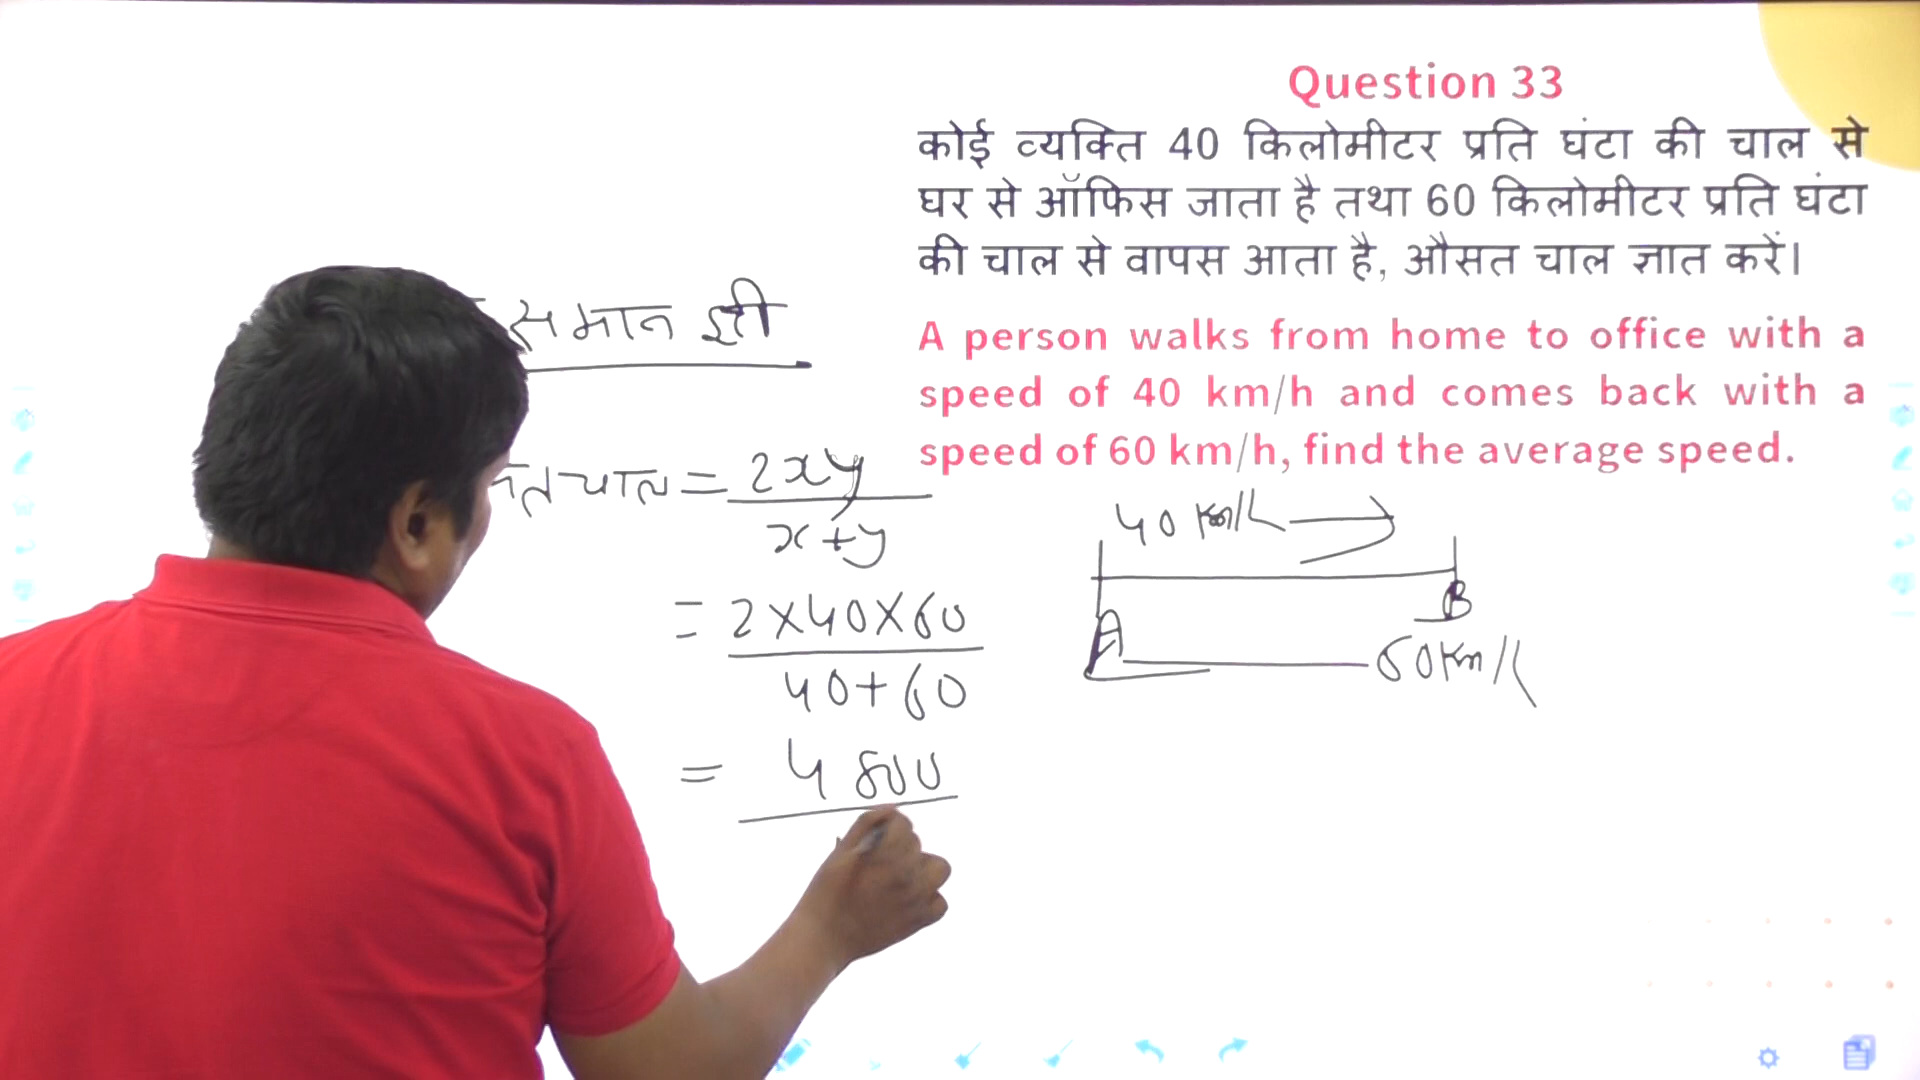 Question 33
कोई व्यक्ति 40 किलोमीटर प्रति घंटा की चाल से
घर से ऑफिस जाता है तथा 60 किलोमीटर प्रति घंटा
की चाल से वापस आता है, औसत चाल ज्ञात करें।
A person walks from home to office with a
speed of 40 km/h and comes back with a
speed of 60 km/h, find the average speed.
समान
चाल = 2xy
x+y
= 2×40×60
40+60
= 4800
40 km/h
B
A
60 km/h